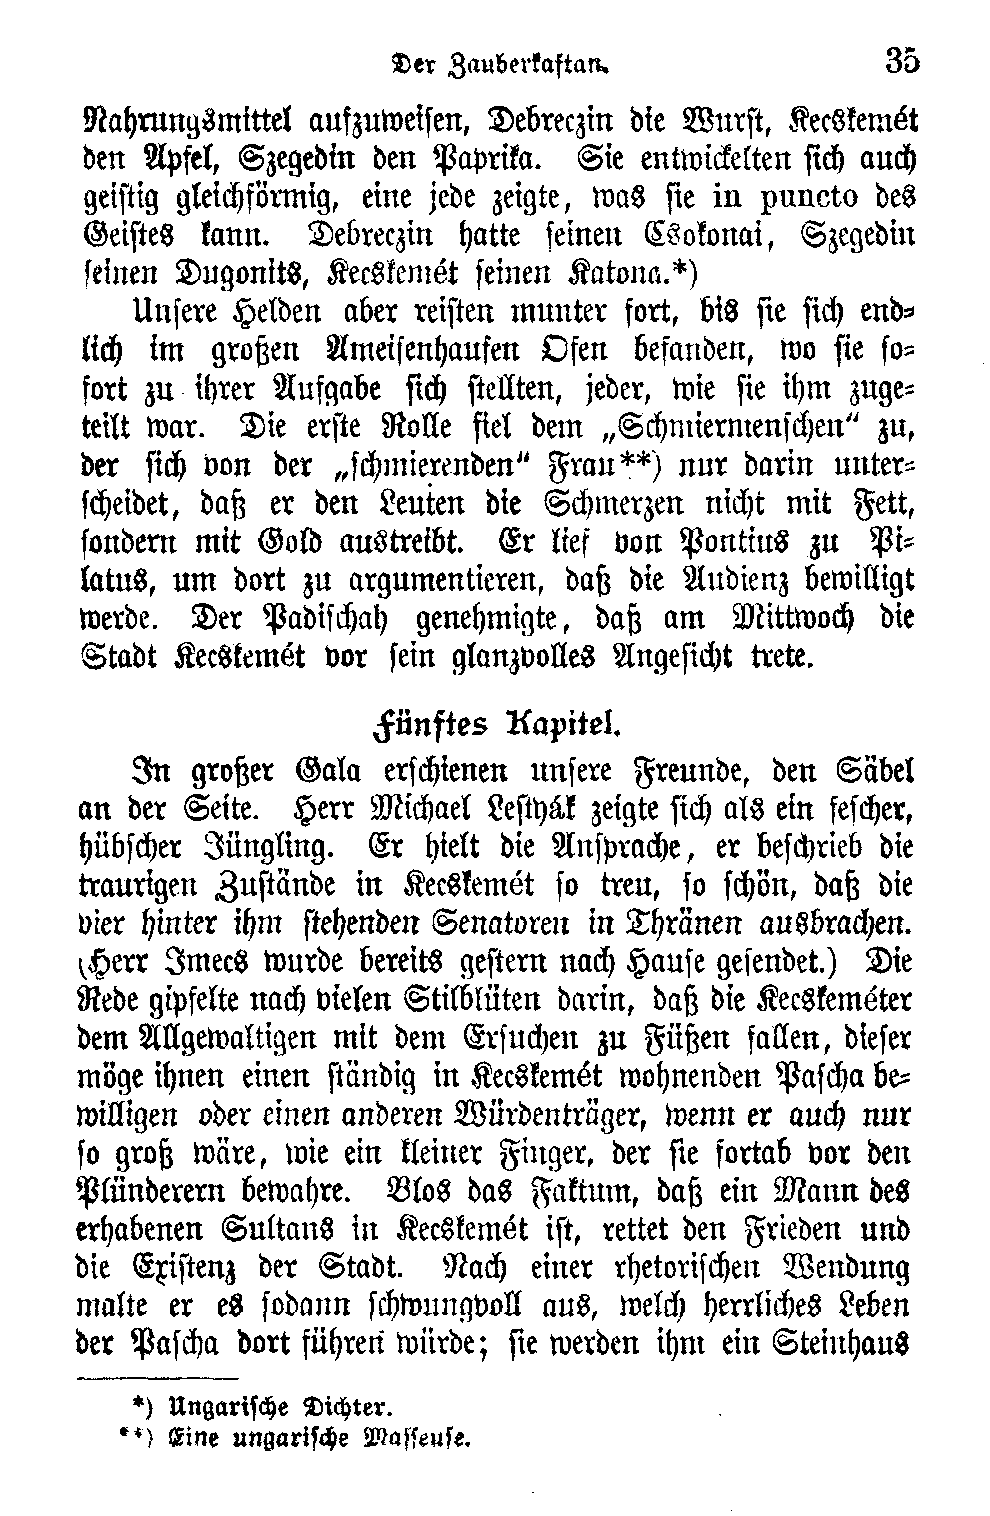 Der Zauberkaftan. 35
Nahrungsmittel aufzuweisen, Debreczin die Wurst, Kecskemét
den Apfel, Szegedin den Paprika. Sie entwickelten sich auch
geistig gleichförmig, eine jede zeigte, was sie in puncto des
Geistes kann. Debreczin hatte seinen Csokonai, Szegedin
seinen Dugonits, Kecskemét seinen Katona.*)
Unsere Helden aber reisten munter fort, bis sie sich end-
lich im großen Ameisenhaufen Ofen befanden, wo sie so-
fort zu ihrer Aufgabe sich stellten, jeder, wie sie ihm zuge-
teilt war. Die erste Rolle fiel dem „Schmiermenschen" zu,
der sich von der „schmierenden" Frau**) nur darin unter-
scheidet, daß er den Leuten die Schmerzen nicht mit Fett,
sondern mit Gold austreibt. Er lief von Pontius zu Pi-
latus, um dort zu argumentieren, daß die Audienz bewilligt
werde. Der Padischah genehmigte, daß am Mittwoch die
Stadt Kecskemét vor sein glanzvolles Angesicht trete.
Fünftes Kapitel.
In großer Gala erschienen unsere Freunde, den Säbel
an der Seite. Herr Michael Lestyák zeigte sich als ein fescher,
hübscher Jüngling. Er hielt die Ansprache, er beschrieb die
traurigen Zustände in Kecskemét so treu, so schön, daß die
vier hinter ihm stehenden Senatoren in Thränen ausbrachen.
(Herr Imecs wurde bereits gestern nach Hause gesendet.) Die
Rede gipfelte nach vielen Stilblüten darin, daß die Kecskeméter
dem Allgewaltigen mit dem Ersuchen zu Füßen fallen, dieser
möge ihnen einen ständig in Kecskemét wohnenden Pascha be-
willigen oder einen anderen Würdenträger, wenn er auch nur
so groß wäre, wie ein kleiner Finger, der sie fortab vor den
Plünderern bewahre. Blos das Faktum, daß ein Mann des
erhabenen Sultans in Kecskemét ist, rettet den Frieden und
die Existenz der Stadt. Nach einer rhetorischen Wendung
malte er es sodann schwungvoll aus, welch herrliches Leben
der Pascha dort führen würde; sie werden ihm ein Steinhaus
*) Ungarische Dichter.
**) Eine ungarische Masseuse.